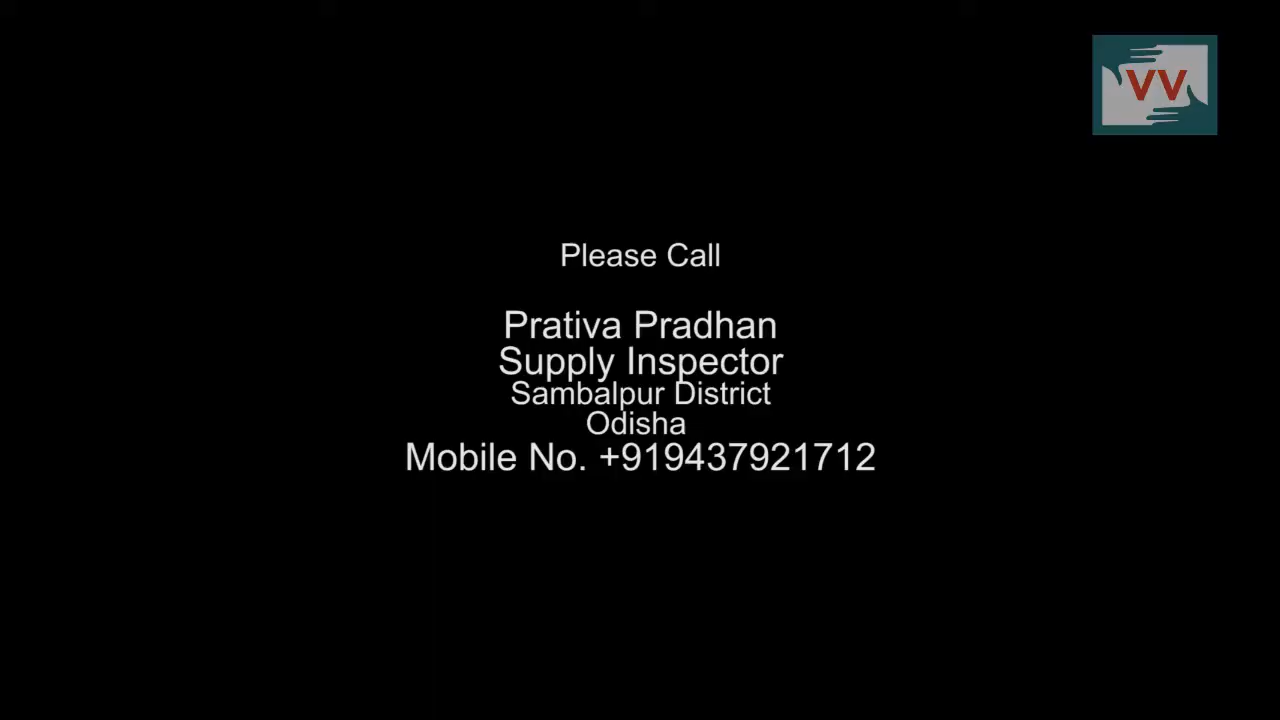 VV
Please Call
Prativa Pradhan
Supply Inspector
Sambalpur District
Odisha
Mobile No. +919437921712